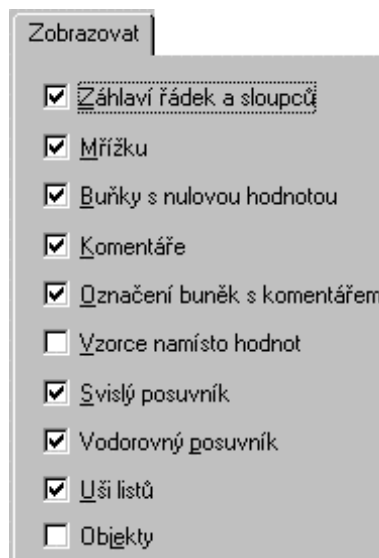 Zobrazovat
Záhlaví řádek a sloupců
Mřížku
Buňky s nulovou hodnotou
Komentáře
Označení buněk s komentářem
Vzorce namísto hodnot
Svislý posuvník
Vodorovný posuvník
Uši listů
Objekty